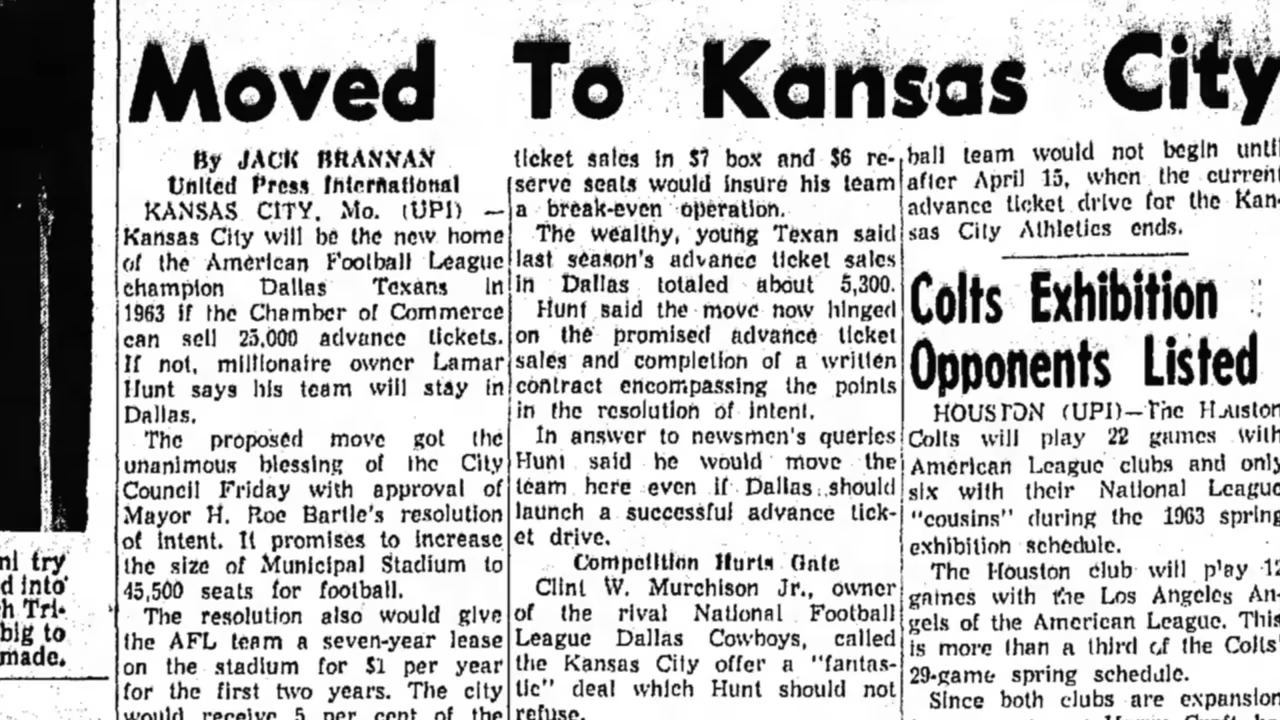 Moved To Kansas City
By JACK BRANNAN
United Press International
KANSAS CITY, Mo. (UPI) —
Kansas City will be the new home
of the American Football League
champion Dallas Texans in
1963 if the Chamber of Commerce
can sell 25,000 advance tickets.
If not, millionaire owner Lamar
Hunt says his team will stay in
Dallas.
The proposed move got the
unanimous blessing of the City
Council Friday with approval of
Mayor H. Roe Bartle's resolution
of intent. It promises to increase
the size of Municipal Stadium to
45,500 seats for football.
The resolution also would give
the AFL team a seven-year lease
on the stadium for $1 per year
for the first two years. The city
would receive 5 per cent of the
ticket sales in $7 box and $6 re-
serve seats would insure his team
a break-even operation.
The wealthy, young Texan said
last season's advance ticket sales
in Dallas totaled about 5,300.
Hunt said the move now hinged
on the promised advance ticket
sales and completion of a written
contract encompassing the points
in the resolution of intent.
In answer to newsmen's queries
Hunt said he would move the
team here even if Dallas should
launch a successful advance tick-
et drive.
Competition Hurts Gate
Clint W. Murchison Jr., owner
of the rival National Football
League Dallas Cowboys, called
the Kansas City offer a "fantas-
tic" deal which Hunt should not
refuse.
ball team would not begin until
after April 15, when the current
advance ticket drive for the Kan-
sas City Athletics ends.
Colts Exhibition
Opponents Listed
HOUSTON (UPI)—The Houston
Colts will play 22 games with
American League clubs and only
six with their National League
"cousins" during the 1963 spring
exhibition schedule.
The Houston club will play 12
games with the Los Angeles An-
gels of the American League. This
is more than a third of the Colts'
29-game spring schedule.
Since both clubs are expansion
try
into
Tri-
big to
made.